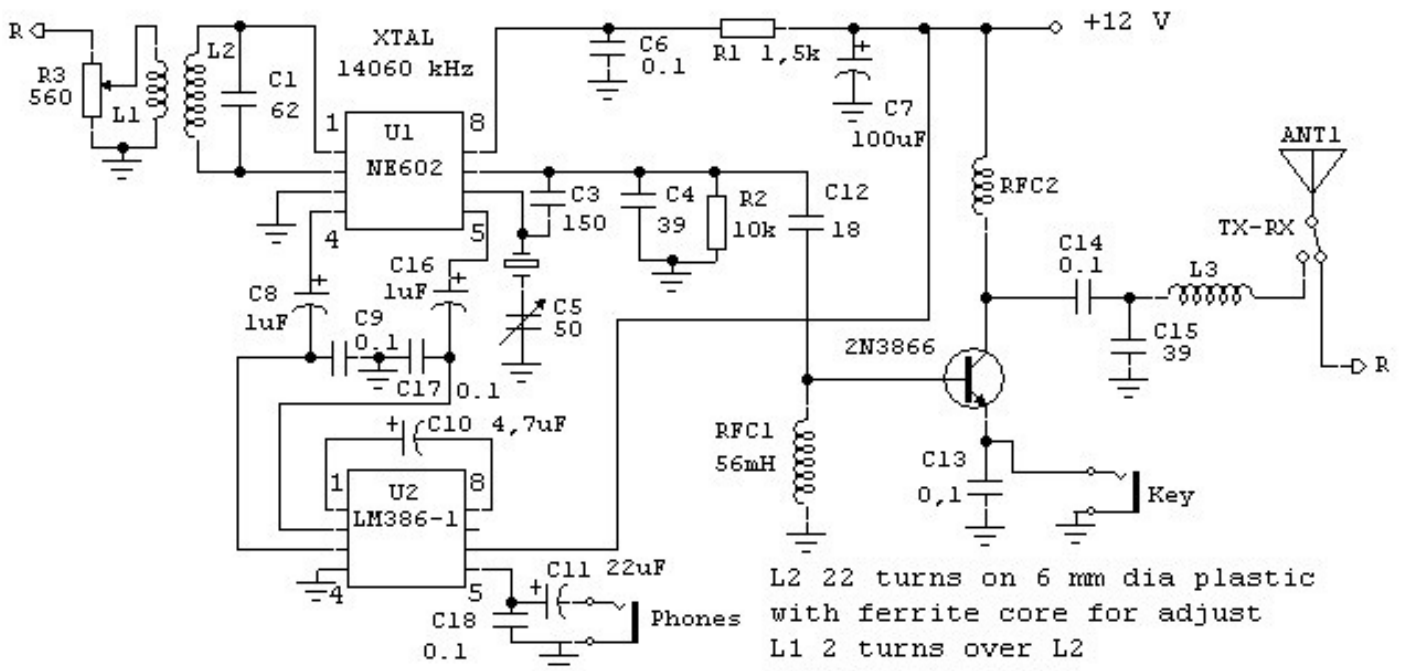 R
R3
560
L1
L2
C1
62
XTAL
14060 kHz
1
U1
8
NE602
4
5
C6
0.1
R1 1,5k
C7
100uF
+12 V
C3
150
C4
39
R2
10k
C12
18
RFC2
ANT1
TX-RX
C14
0.1
L3
C15
39
R
C8
1uF
C16
1uF
C9
0.1
C17
0.1
C5
50
2N3866
C10 4,7uF
1
U2
8
LM386-1
4
5
RFC1
56mH
C13
0,1
Key
C11 22uF
C18
0.1
Phones
L2 22 turns on 6 mm dia plastic
with ferrite core for adjust
L1 2 turns over L2
+
+
+
+
+